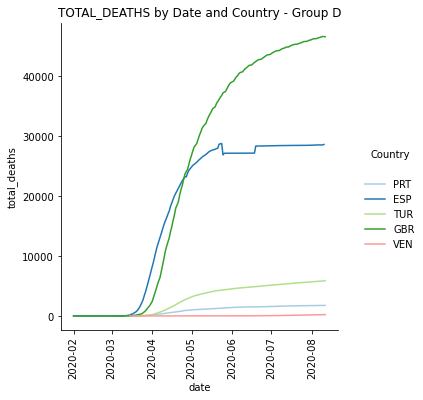 TOTAL_DEATHS by Date and Country - Group D
total_deaths
40000
30000
20000
10000
0
2020-02
2020-03
2020-04
2020-05
2020-06
2020-07
2020-08
date
Country
PRT
ESP
TUR
GBR
VEN